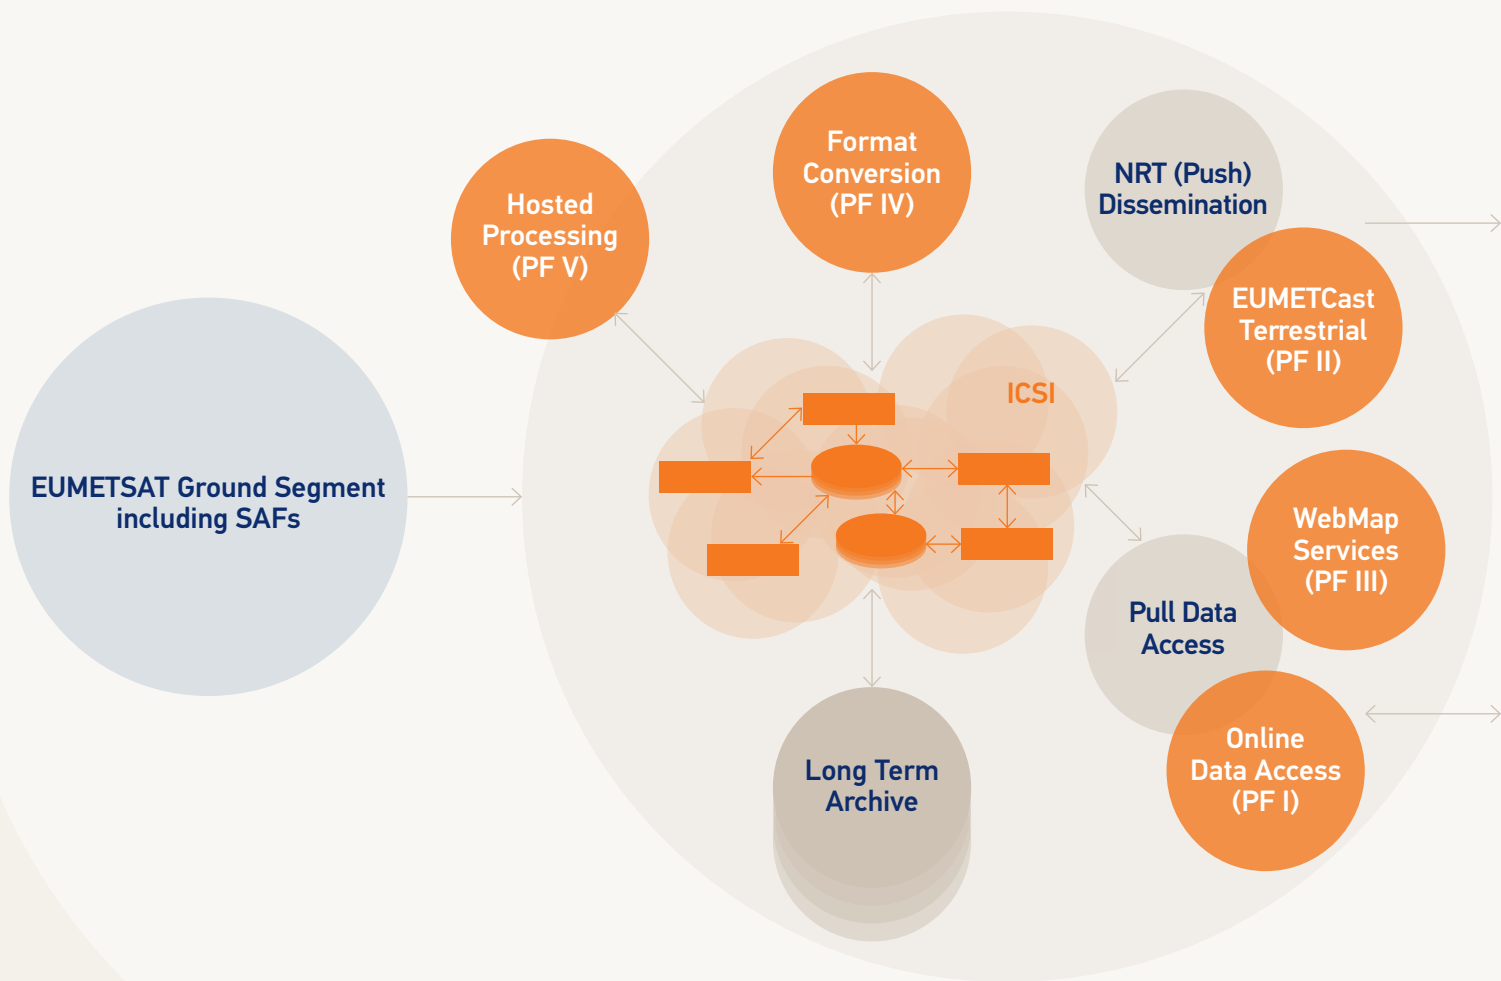 Format
Conversion
(PF IV)
NRT (Push)
Dissemination
Hosted
Processing
(PF V)
EUMETCast
Terrestrial
(PF II)
ICSI
EUMETSAT Ground Segment
including SAFs
WebMap
Services
(PF III)
Pull Data
Access
Long Term
Archive
Online
Data Access
(PF I)